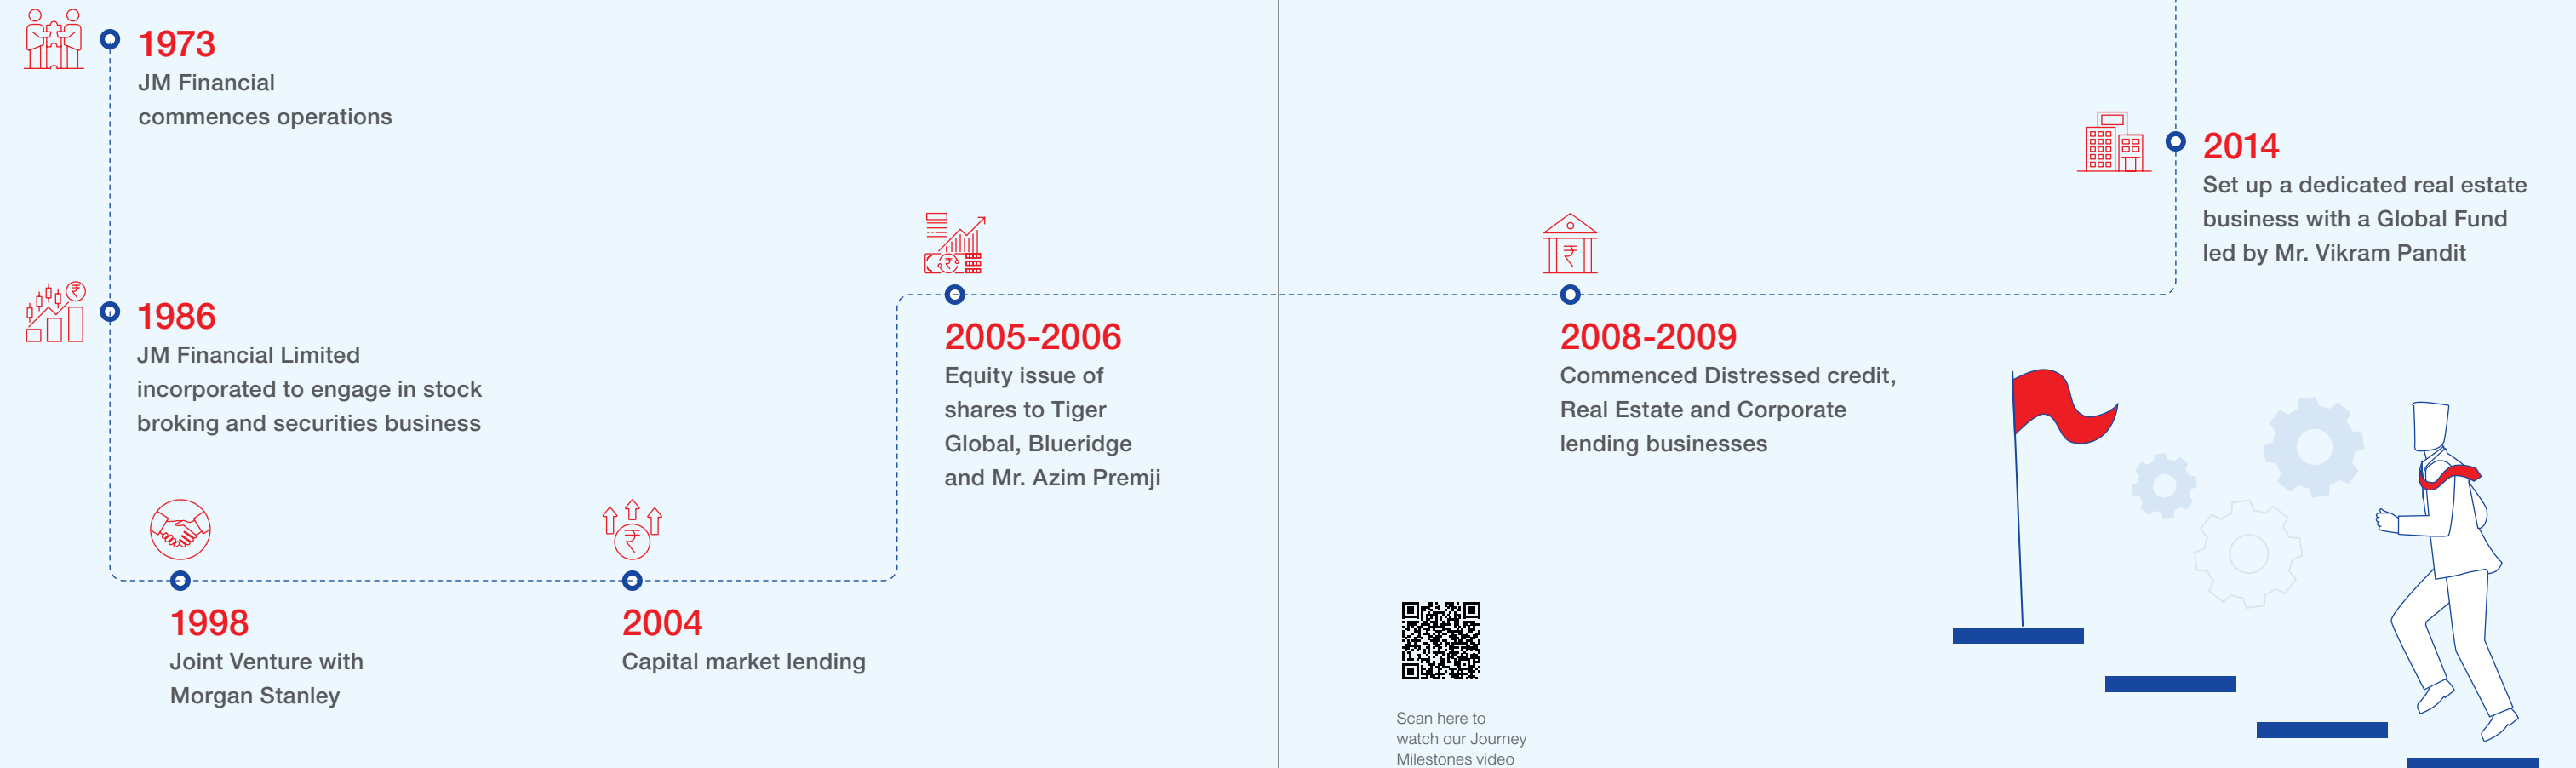 1973
JM Financial
commences operations
1986
JM Financial Limited
incorporated to engage in stock
broking and securities business
1998
Joint Venture with
Morgan Stanley
2004
Capital market lending
2005-2006
Equity issue of
shares to Tiger
Global, Blueridge
and Mr. Azim Premji
2008-2009
Commenced Distressed credit,
Real Estate and Corporate
lending businesses
2014
Set up a dedicated real estate
business with a Global Fund
led by Mr. Vikram Pandit
Scan here to
watch our Journey
Milestones video